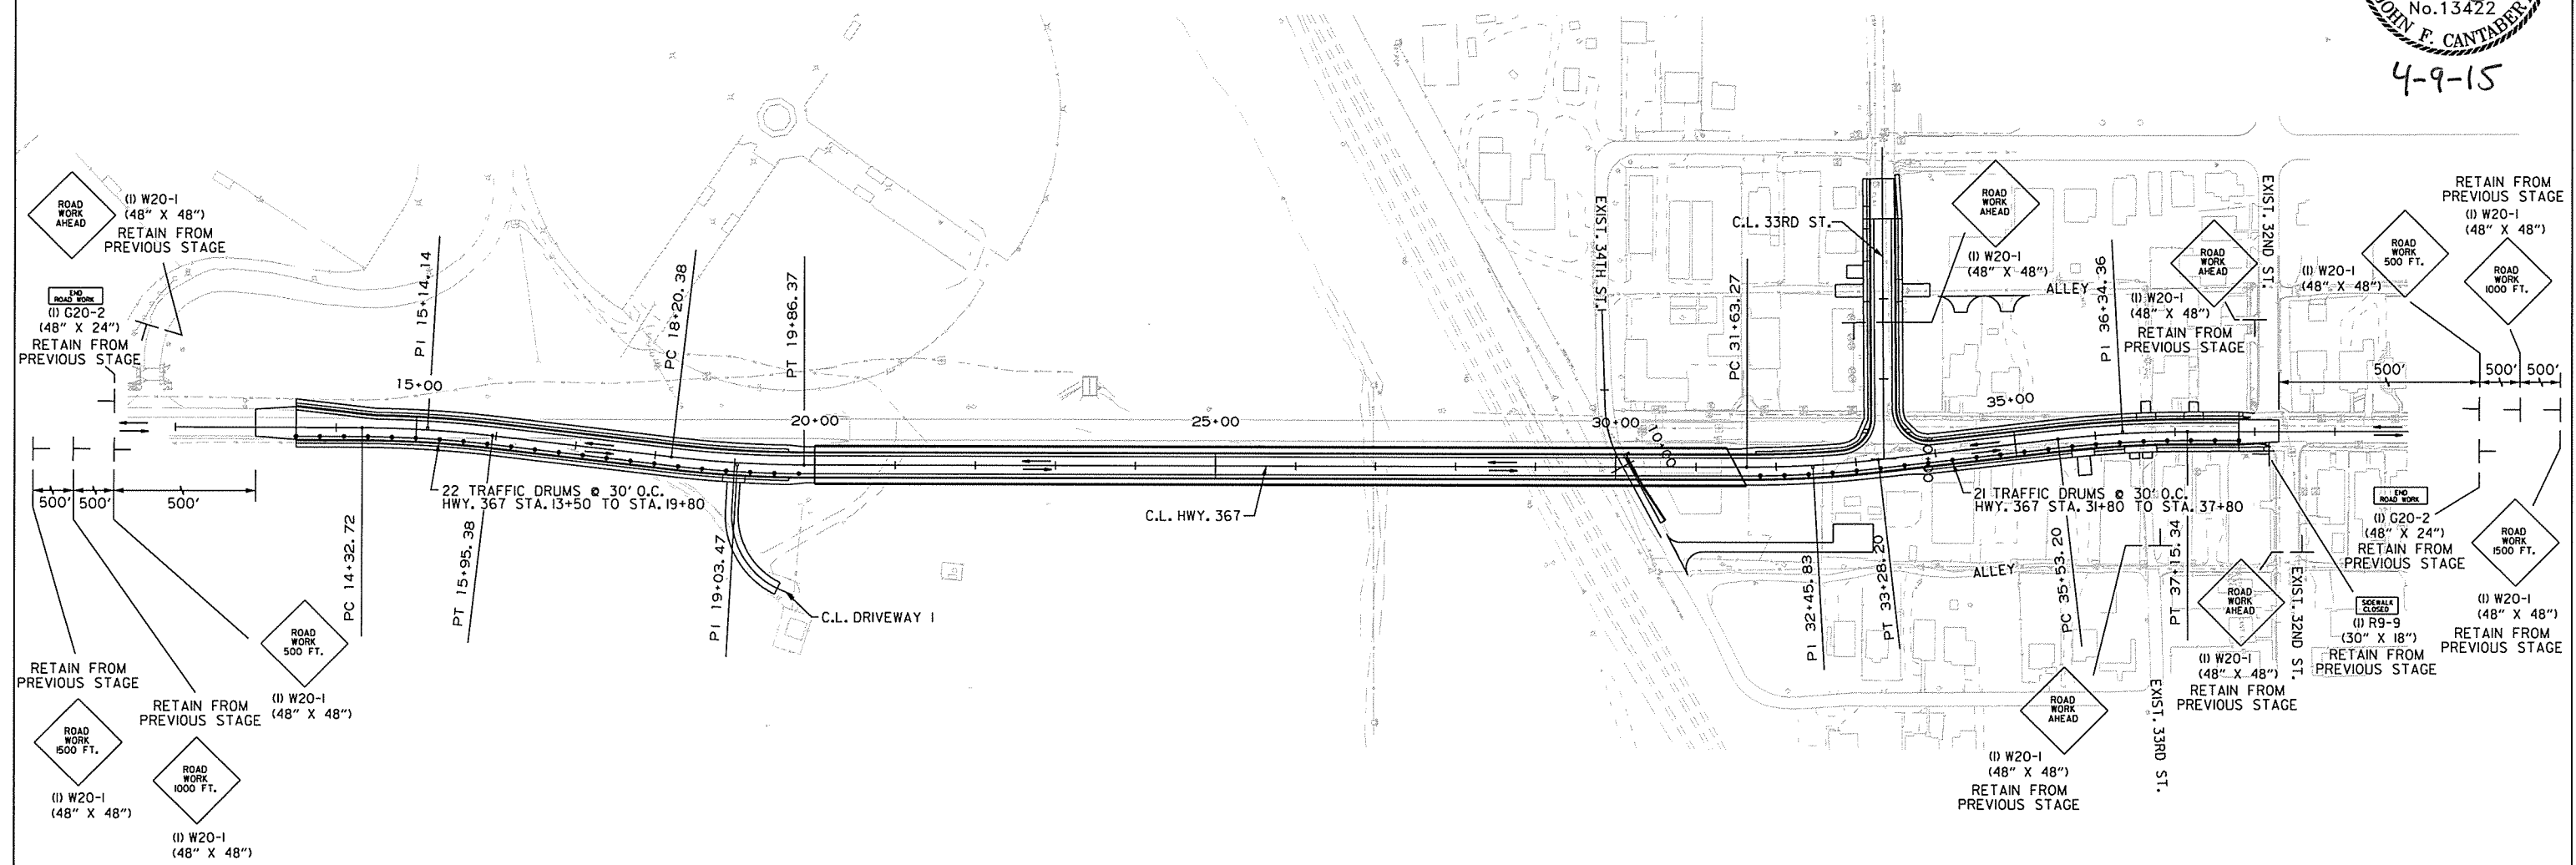 No.13422
JOHN F. CANTABER
4-9-15
ROAD
WORK
AHEAD
(1) W20-1
(48" X 48")
RETAIN FROM
PREVIOUS STAGE
END
ROAD WORK
(1) G20-2
(48" X 24")
RETAIN FROM
PREVIOUS STAGE
500'
500'
500'
RETAIN FROM
PREVIOUS STAGE
ROAD
WORK
1500 FT.
(1) W20-1
(48" X 48")
RETAIN FROM
PREVIOUS STAGE
ROAD
WORK
1000 FT.
(1) W20-1
(48" X 48")
ROAD
WORK
500 FT.
(1) W20-1
(48" X 48")
PC 14+32.72
PI 15+14.14
15+00
PT 15+95.38
22 TRAFFIC DRUMS @ 30' O.C.
HWY. 367 STA. 13+50 TO STA. 19+80
PC 18+20.38
PI 19+03.47
PT 19+86.37
20+00
C.L. DRIVEWAY 1
25+00
C.L. HWY. 367
30+00
10+00
EXIST. 34TH ST.
PC 31+63.27
PI 32+45.83
PT 33+28.20
C.L. 33RD ST.
ROAD
WORK
AHEAD
(1) W20-1
(48" X 48")
ALLEY
35+00
10+00
21 TRAFFIC DRUMS @ 30' O.C.
HWY. 367 STA. 31+80 TO STA. 37+80
PC 35+53.20
PI 36+34.36
PT 37+15.34
ALLEY
ROAD
WORK
AHEAD
(1) W20-1
(48" X 48")
RETAIN FROM
PREVIOUS STAGE
EXIST. 32ND ST.
ROAD
WORK
AHEAD
(1) W20-1
(48" X 48")
RETAIN FROM
PREVIOUS STAGE
EXIST. 33RD ST.
ROAD
WORK
AHEAD
(1) W20-1
(48" X 48")
RETAIN FROM
PREVIOUS STAGE
EXIST. 32ND ST.
SIDEWALK
CLOSED
(1) R9-9
(30" X 18")
RETAIN FROM
PREVIOUS STAGE
ROAD
WORK
500 FT.
(1) W20-1
(48" X 48")
RETAIN FROM
PREVIOUS STAGE
(1) W20-1
(48" X 48")
ROAD
WORK
1000 FT.
500'
500'
500'
END
ROAD WORK
(1) G20-2
(48" X 24")
RETAIN FROM
PREVIOUS STAGE
ROAD
WORK
1500 FT.
(1) W20-1
(48" X 48")
RETAIN FROM
PREVIOUS STAGE